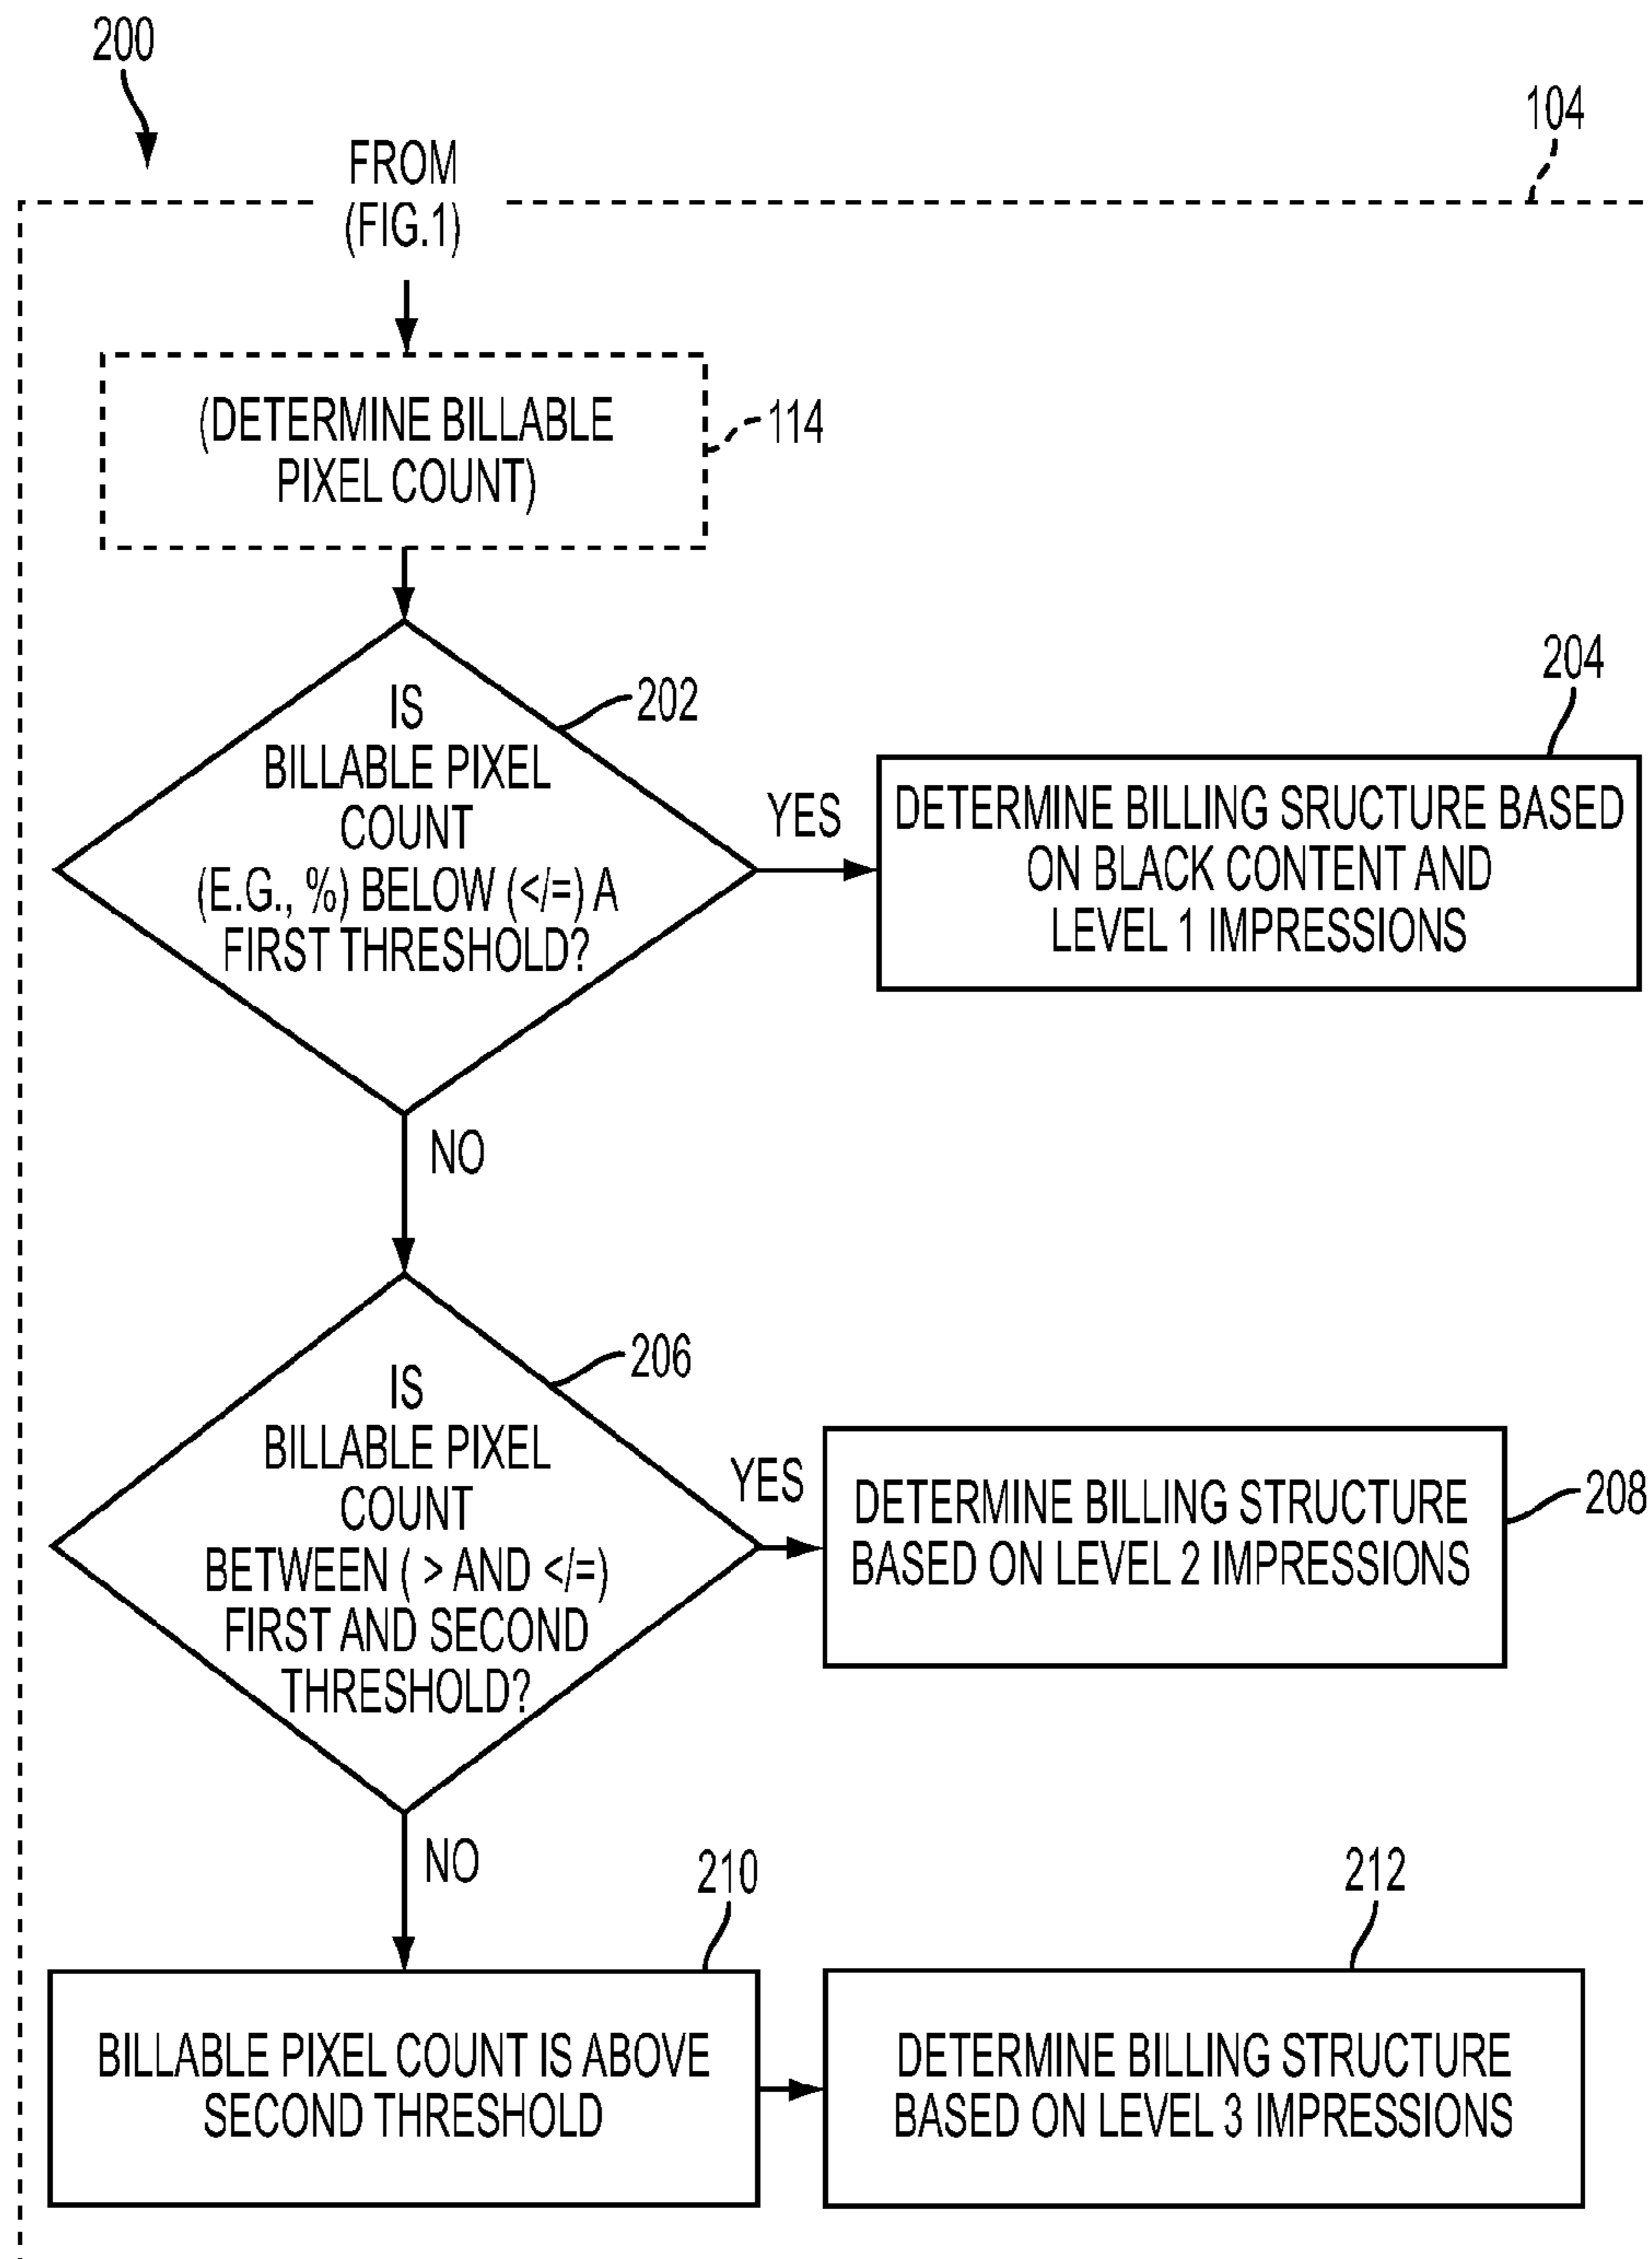 200
104
FROM
(FIG.1)
(DETERMINE BILLABLE
PIXEL COUNT)
114
IS
BILLABLE PIXEL
COUNT
(E.G., %) BELOW (</=) A
FIRST THRESHOLD?
202
YES
204
DETERMINE BILLING SRUCTURE BASED
ON BLACK CONTENT AND
LEVEL 1 IMPRESSIONS
NO
IS
BILLABLE PIXEL
COUNT
BETWEEN ( > AND </=)
FIRST AND SECOND
THRESHOLD?
206
YES
DETERMINE BILLING STRUCTURE
BASED ON LEVEL 2 IMPRESSIONS
208
NO
210
BILLABLE PIXEL COUNT IS ABOVE
SECOND THRESHOLD
212
DETERMINE BILLING STRUCTURE
BASED ON LEVEL 3 IMPRESSIONS